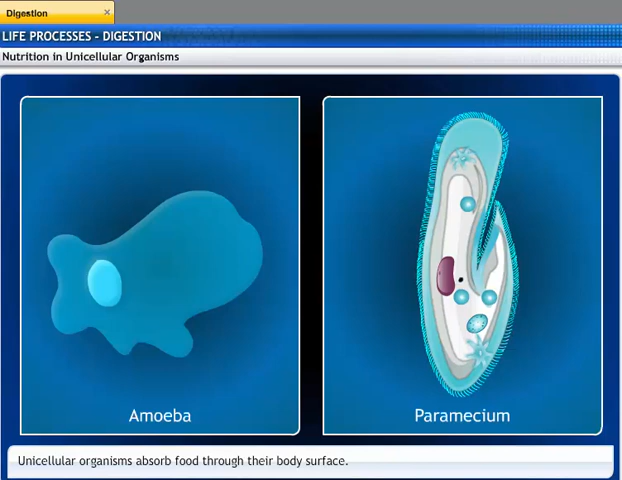 Digestion
LIFE PROCESSES - DIGESTION
Nutrition in Unicellular Organisms
Amoeba
Paramecium
Unicellular organisms absorb food through their body surface.